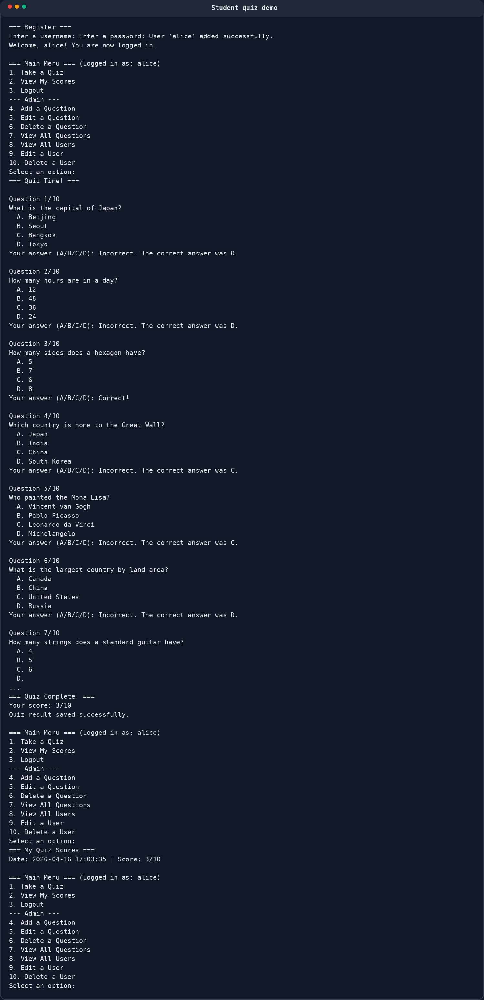 Student quiz demo
=== Register ===
Enter a username: Enter a password: User 'alice' added successfully.
Welcome, alice! You are now logged in.
=== Main Menu === (Logged in as: alice)
1. Take a Quiz
2. View My Scores
3. Logout
--- Admin ---
4. Add a Question
5. Edit a Question
6. Delete a Question
7. View All Questions
8. View All Users
9. Edit a User
10. Delete a User
Select an option:
=== Quiz Time! ===
Question 1/10
What is the capital of Japan?
A. Beijing
B. Seoul
C. Bangkok
D. Tokyo
Your answer (A/B/C/D): Incorrect. The correct answer was D.
Question 2/10
How many hours are in a day?
A. 12
B. 48
C. 36
D. 24
Your answer (A/B/C/D): Incorrect. The correct answer was D.
Question 3/10
How many sides does a hexagon have?
A. 5
B. 7
C. 6
D. 8
Your answer (A/B/C/D): Correct!
Question 4/10
Which country is home to the Great Wall?
A. Japan
B. India
C. China
D. South Korea
Your answer (A/B/C/D): Incorrect. The correct answer was C.
Question 5/10
Who painted the Mona Lisa?
A. Vincent van Gogh
B. Pablo Picasso
C. Leonardo da Vinci
D. Michelangelo
Your answer (A/B/C/D): Incorrect. The correct answer was C.
Question 6/10
What is the largest country by land area?
A. Canada
B. China
C. United States
D. Russia
Your answer (A/B/C/D): Incorrect. The correct answer was D.
Question 7/10
How many strings does a standard guitar have?
A. 4
B. 5
C. 6
D.
...
=== Quiz Complete! ===
Your score: 3/10
Quiz result saved successfully.
=== Main Menu === (Logged in as: alice)
1. Take a Quiz
2. View My Scores
3. Logout
--- Admin ---
4. Add a Question
5. Edit a Question
6. Delete a Question
7. View All Questions
8. View All Users
9. Edit a User
10. Delete a User
Select an option:
=== My Quiz Scores ===
Date: 2026-04-16 17:03:35 | Score: 3/10
=== Main Menu === (Logged in as: alice)
1. Take a Quiz
2. View My Scores
3. Logout
--- Admin ---
4. Add a Question
5. Edit a Question
6. Delete a Question
7. View All Questions
8. View All Users
9. Edit a User
10. Delete a User
Select an option: